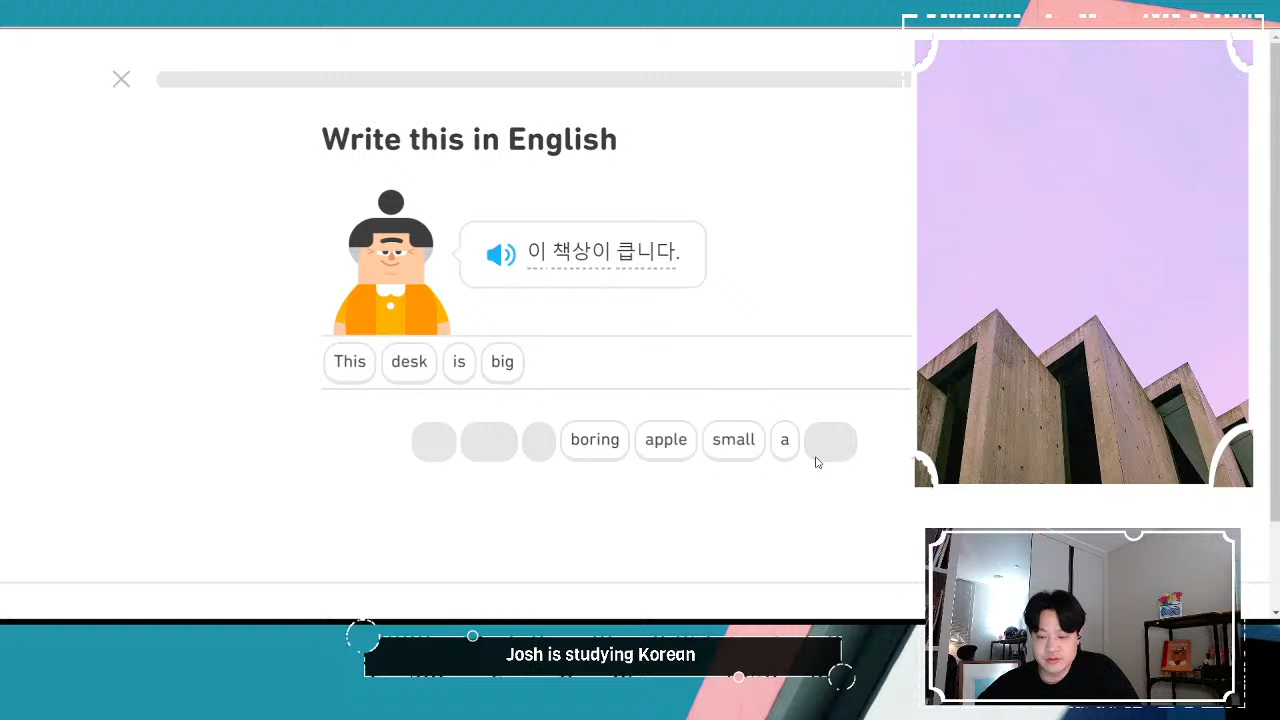 Write this in English
이 책상이 큽니다.
This desk is big
boring apple small a
Josh is studying Korean